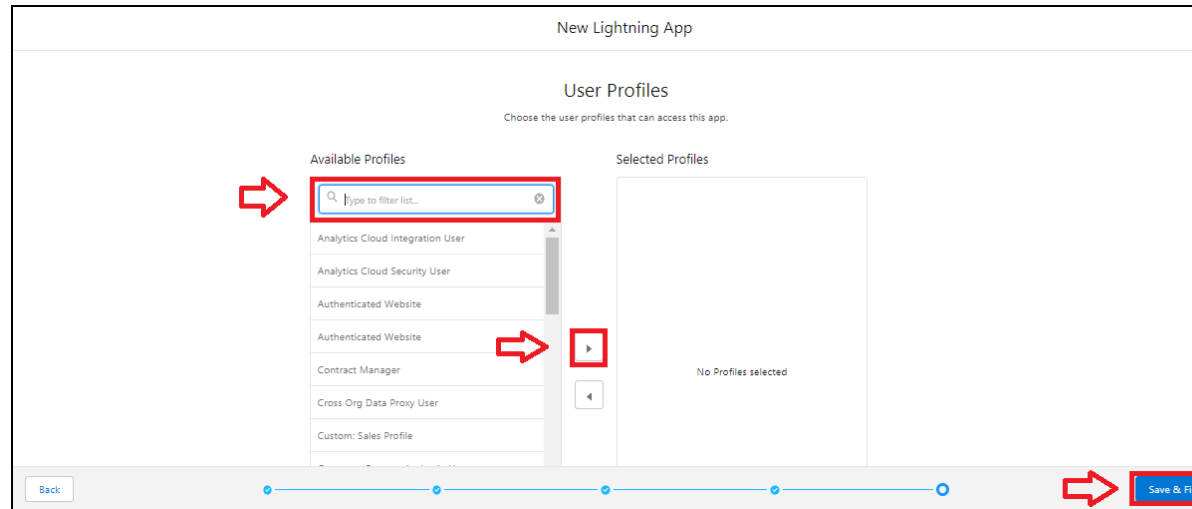 New Lightning App
User Profiles
Choose the user profiles that can access this app.
Available Profiles
Selected Profiles
Type to filter list...
Analytics Cloud Integration User
Analytics Cloud Security User
Authenticated Website
Authenticated Website
Contract Manager
No Profiles selected
Cross Org Data Proxy User
Custom: Sales Profile
Back
Save & Fi